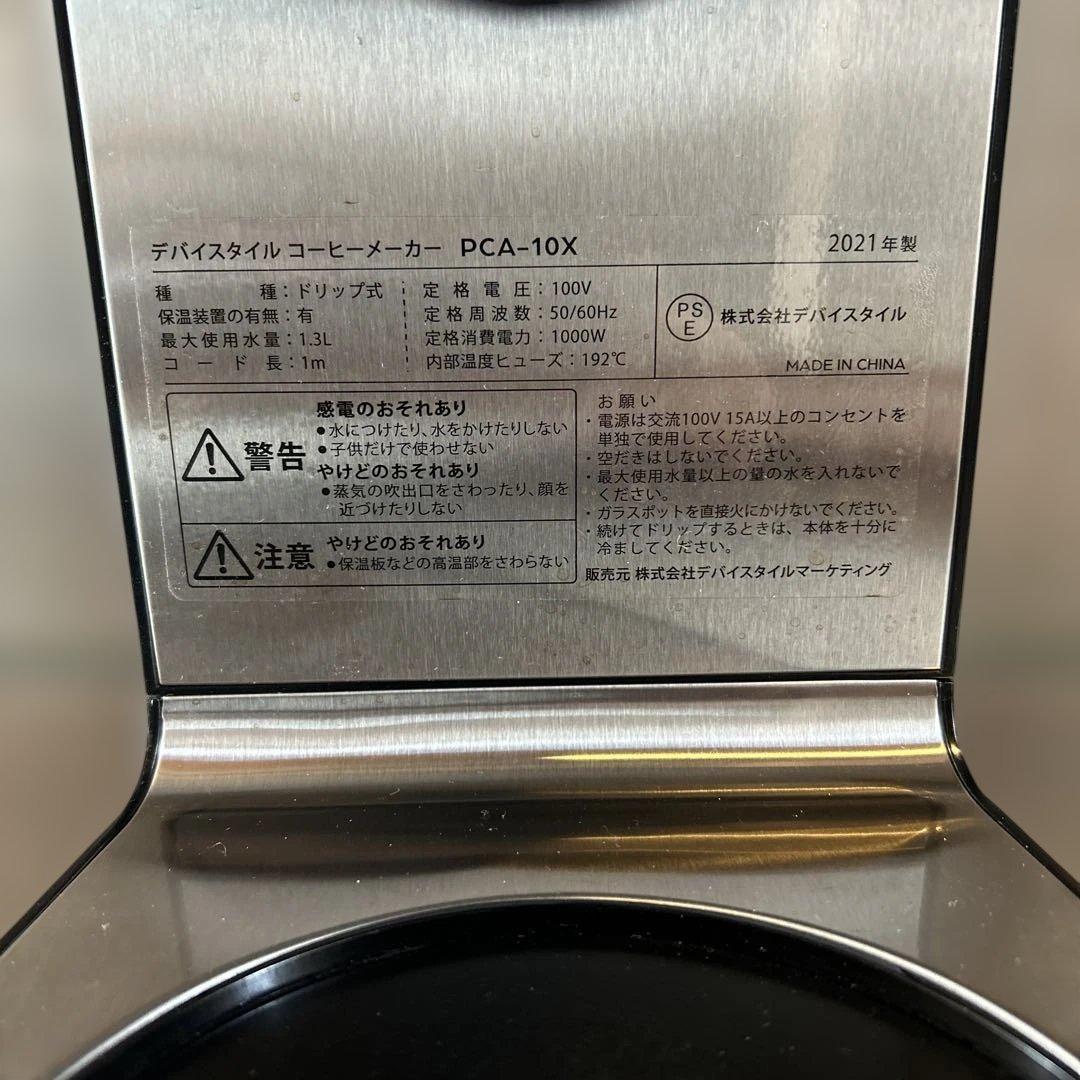 デバイスタイル コーヒーメーカー PCA-10X 2021年製
種種：ドリップ式
保温装置の有無：有
最大使用水量：1.3L
コード長：1m
定格電圧：100V
定格周波数：50/60Hz
定格消費電力：1000W
内部温度ヒューズ：192℃
PS
E
株式会社デバイスタイル
MADE IN CHINA
警告
感電のおそれあり
●水につけたり、水をかけたりしない
●子供だけで使わせない
やけどのおそれあり
●蒸気の吹出口をさわったり、顔を
近づけたりしない
注意
やけどのおそれあり
●保温板などの高温部をさわらない
お願い
・電源は交流100V 15A以上のコンセントを
単独で使用してください。
・空だきはしないでください。
・最大使用水量以上の量の水を入れないで
ください。
・ガラスポットを直接火にかけないでください。
・続けてドリップするときは、本体を十分に
冷ましてください。
販売元 株式会社デバイスタイルマーケティング